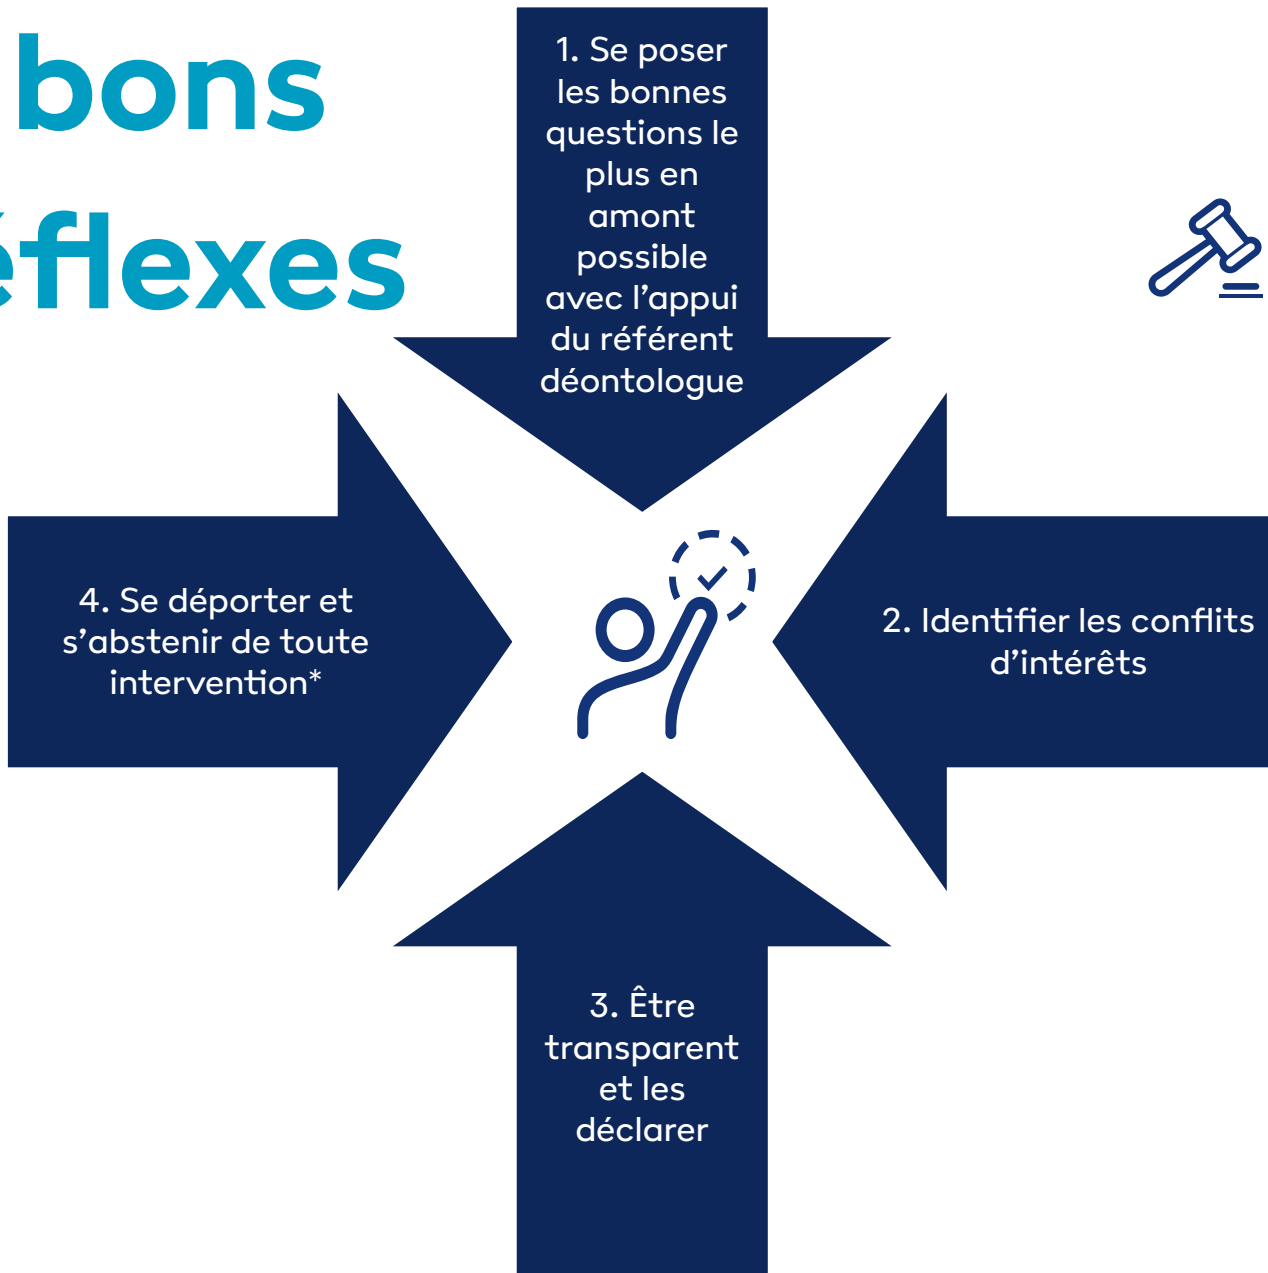 bons
éflexes
1. Se poser
les bonnes
questions le
plus en
amont
possible
avec l’appui
du référent
déontologue
2. Identifier les conflits
d’intérêts
3. Être
transparent
et les
déclarer
4. Se déporter et
s’abstenir de toute
intervention*